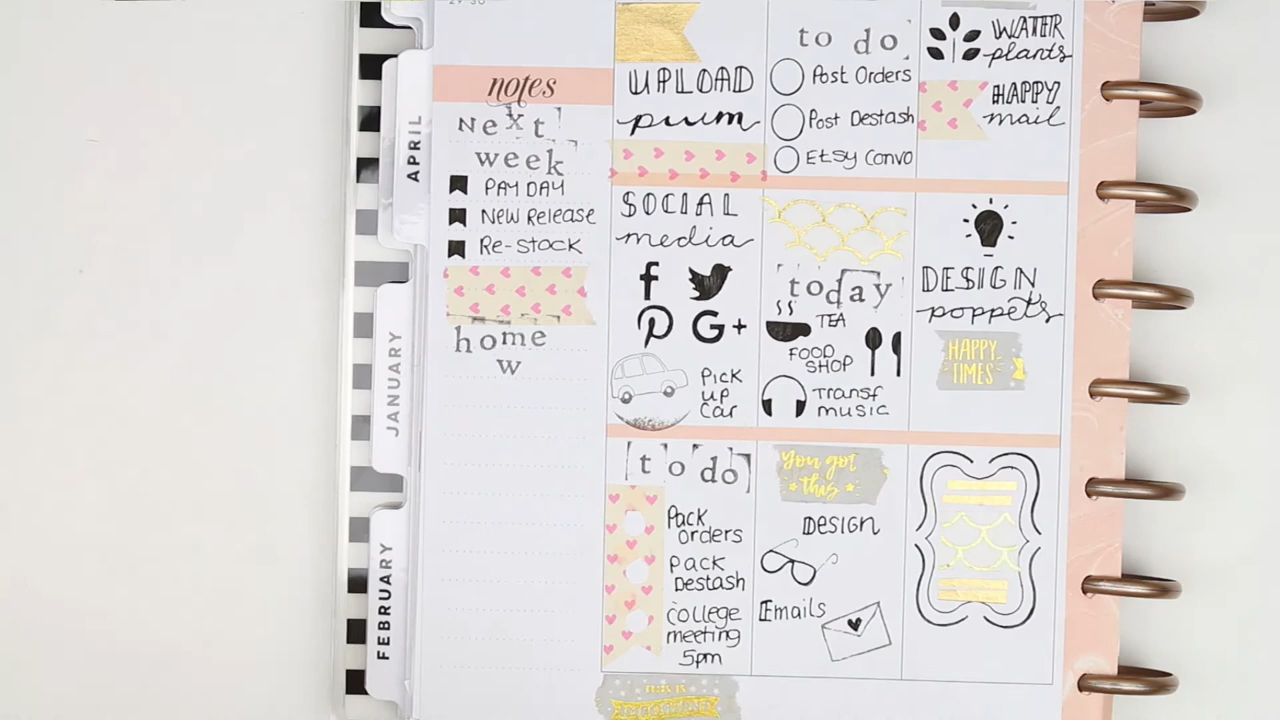 APRIL
JANUARY
FEBRUARY
notes
Next
week
PAY DAY
New Release
Re-stock
home
w
UPLOAD
to do
Post Orders
Post Destash
Etsy Convo
WATER
plants
HAPPY
mail
SOCIAL
media
f
G+
Pick
up
Car
today
TEA
FOOD
SHOP
Transf
music
DESIGN
poppets
HAPPY
TIMES
to do
Pack
orders
Pack
Destash
College
meeting
5pm
You got
this
Design
Emails
THIS IS